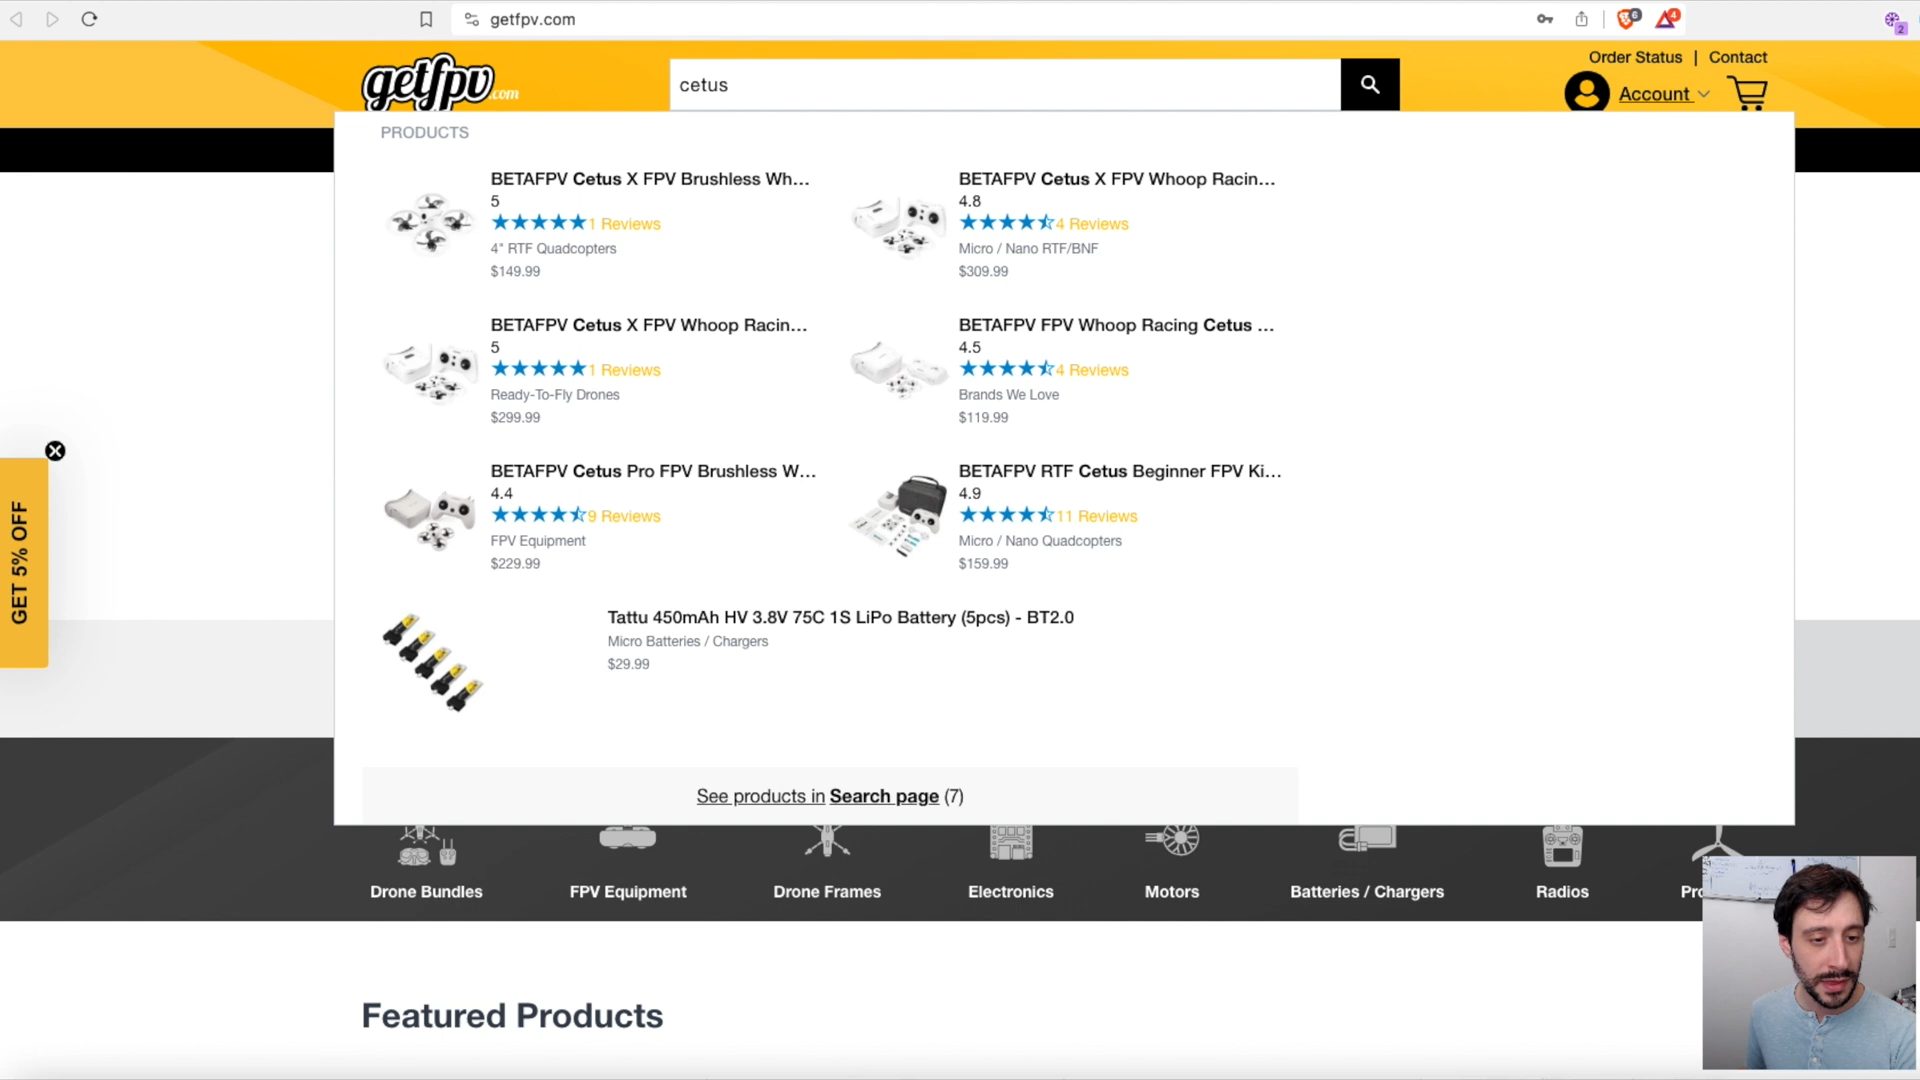 getfpv.com
6
4
2
Order Status | Contact
getfpv.com
cetus
Account
PRODUCTS
BETAFPV Cetus X FPV Brushless Wh...
5
1 Reviews
4" RTF Quadcopters
$149.99
BETAFPV Cetus X FPV Whoop Racin...
4.8
4 Reviews
Micro / Nano RTF/BNF
$309.99
BETAFPV Cetus X FPV Whoop Racin...
5
1 Reviews
Ready-To-Fly Drones
$299.99
BETAFPV FPV Whoop Racing Cetus ...
4.5
4 Reviews
Brands We Love
$119.99
BETAFPV Cetus Pro FPV Brushless W...
4.4
9 Reviews
FPV Equipment
$229.99
BETAFPV RTF Cetus Beginner FPV Ki...
4.9
11 Reviews
Micro / Nano Quadcopters
$159.99
Tattu 450mAh HV 3.8V 75C 1S LiPo Battery (5pcs) - BT2.0
Micro Batteries / Chargers
$29.99
GET 5% OFF
See products in Search page (7)
Drone Bundles
FPV Equipment
Drone Frames
Electronics
Motors
Batteries / Chargers
Radios
Featured Products